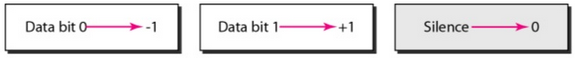 Data bit 0 → -1
Data bit 1 → +1
Silence → 0